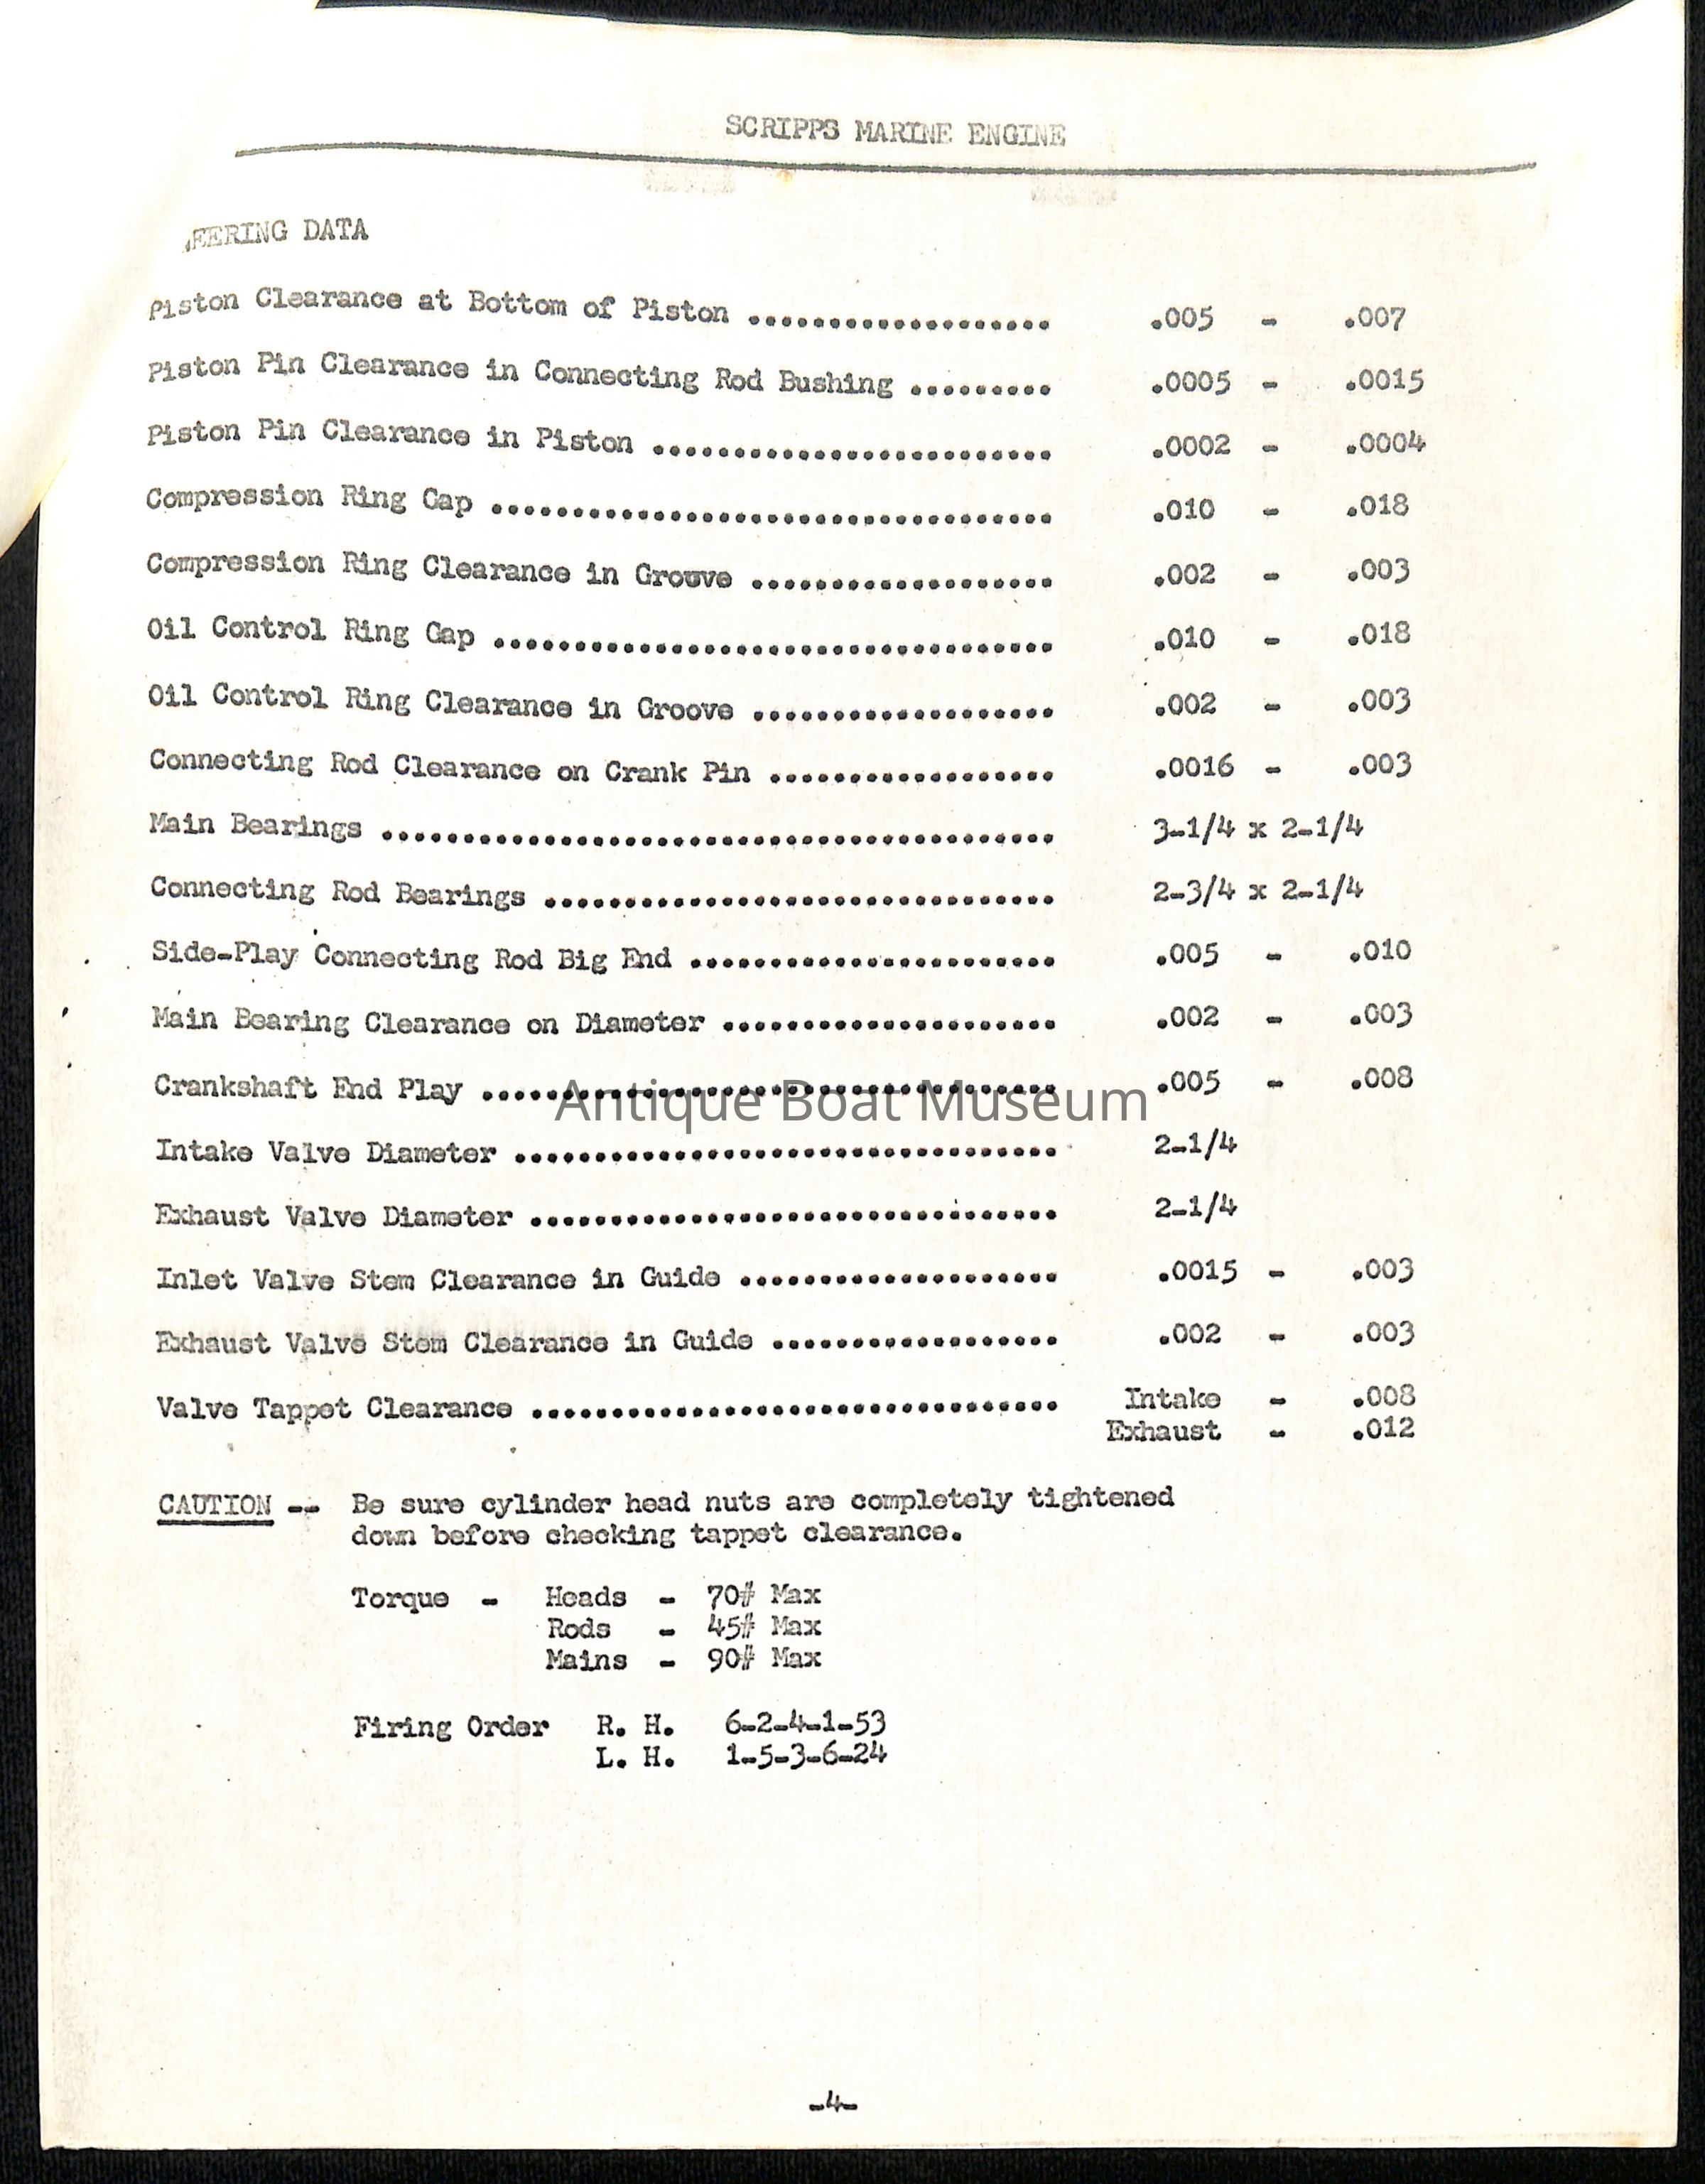 SCRIPPS MARINE ENGINE
NEERING DATA
Piston Clearance at Bottom of Piston ................... .005 - .007
Piston Pin Clearance in Connecting Rod Bushing ......... .0005 - .0015
Piston Pin Clearance in Piston ......................... .0002 - .0004
Compression Ring Gap ................................... .010 - .018
Compression Ring Clearance in Groove ................... .002 - .003
Oil Control Ring Gap ................................... .010 - .018
Oil Control Ring Clearance in Groove ................... .002 - .003
Connecting Rod Clearance on Crank Pin .................. .0016 - .003
Main Bearings .......................................... 3-1/4 x 2-1/4
Connecting Rod Bearings ................................ 2-3/4 x 2-1/4
Side-Play Connecting Rod Big End ....................... .005 - .010
Main Bearing Clearance on Diameter ..................... .002 - .003
Crankshaft End Play .................................... .005 - .008
Antique Boat Museum
Intake Valve Diameter .................................. 2-1/4
Exhaust Valve Diameter ................................. 2-1/4
Inlet Valve Stem Clearance in Guide .................... .0015 - .003
Exhaust Valve Stem Clearance in Guide .................. .002 - .003
Valve Tappet Clearance ................................. Intake - .008
Exhaust - .012
CAUTION -- Be sure cylinder head nuts are completely tightened
down before checking tappet clearance.
Torque - Heads - 70# Max
Rods - 45# Max
Mains - 90# Max
Firing Order R. H. 6-2-4-1-53
L. H. 1-5-3-6-24
-4-